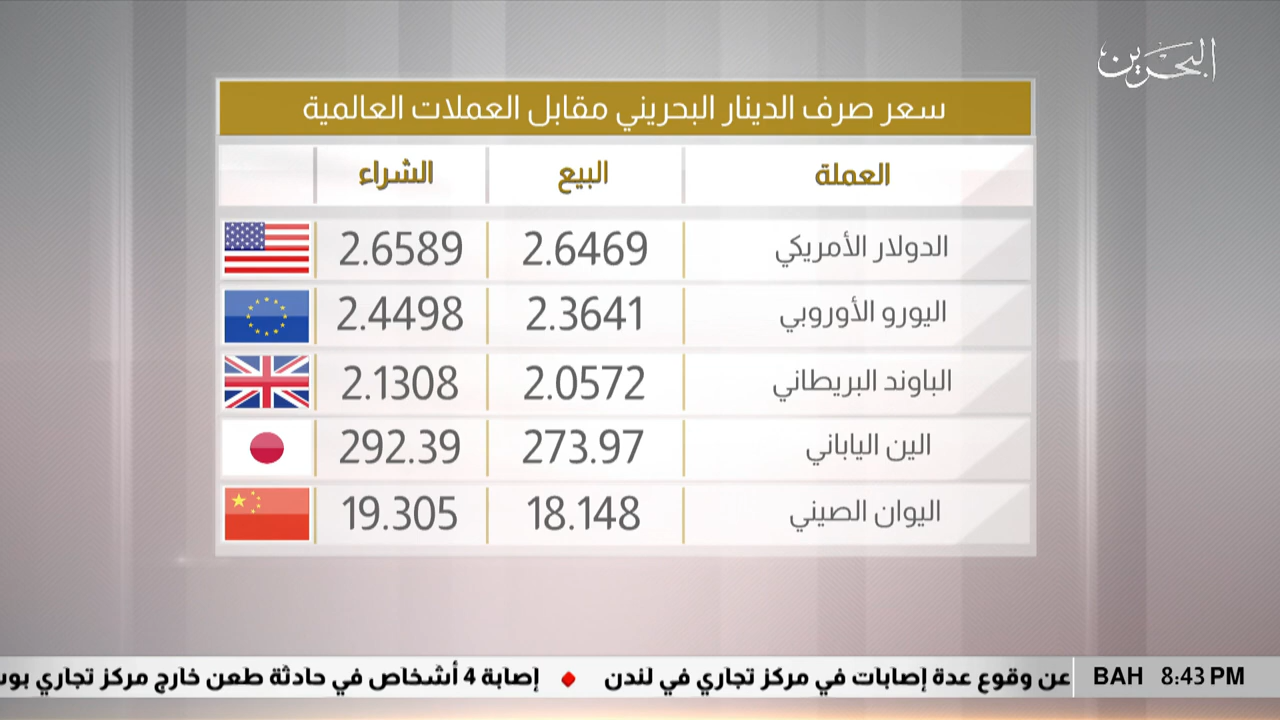 البحرين
سعر صرف الدينار البحريني مقابل العملات العالمية
العملة البيع الشراء
الدولار الأمريكي 2.6469 2.6589
اليورو الأوروبي 2.3641 2.4498
الباوند البريطاني 2.0572 2.1308
الين الياباني 273.97 292.39
اليوان الصيني 18.148 19.305
BAH 8:43 PM
عن وقوع عدة إصابات في مركز تجاري في لندن ♦ إصابة 4 أشخاص في حادثة طعن خارج مركز تجاري